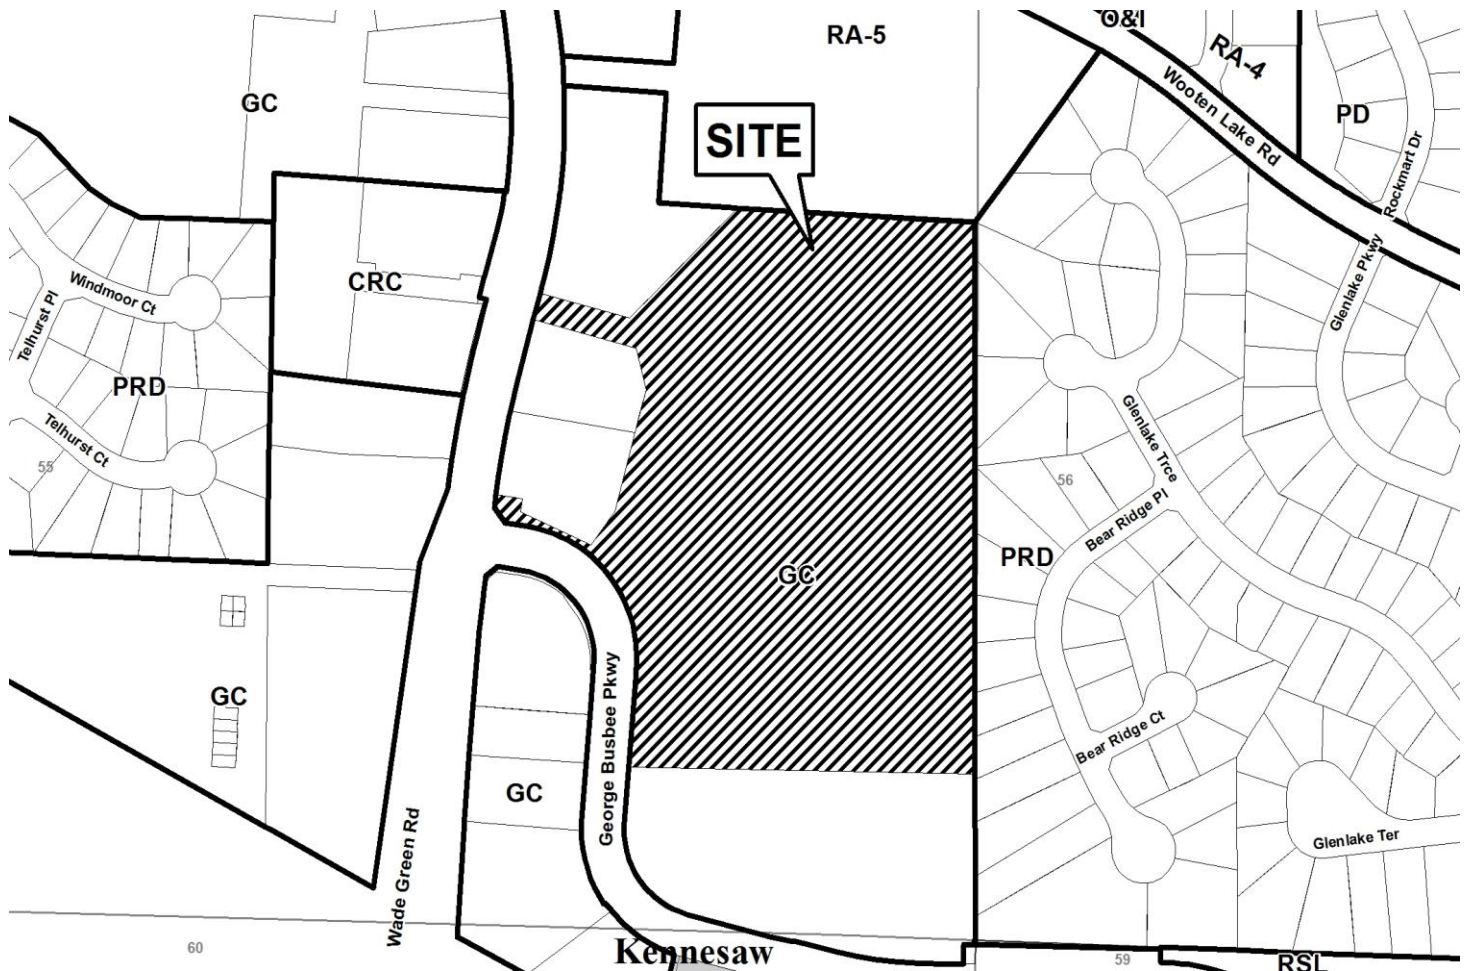 O&I
RA-5
RA-4
GC
Wooten Lake Rd
PD
SITE
Rockmart Dr
CRC
Windmoor Ct
Glenlake Pkwy
Telhurst Pl
PRD
Telhurst Ct
Glenlake Trce
55
56
Bear Ridge Pl
PRD
GC
GC
George Busbee Pkwy
Bear Ridge Ct
GC
Glenlake Ter
Wade Green Rd
60
Kennesaw
59
RSL